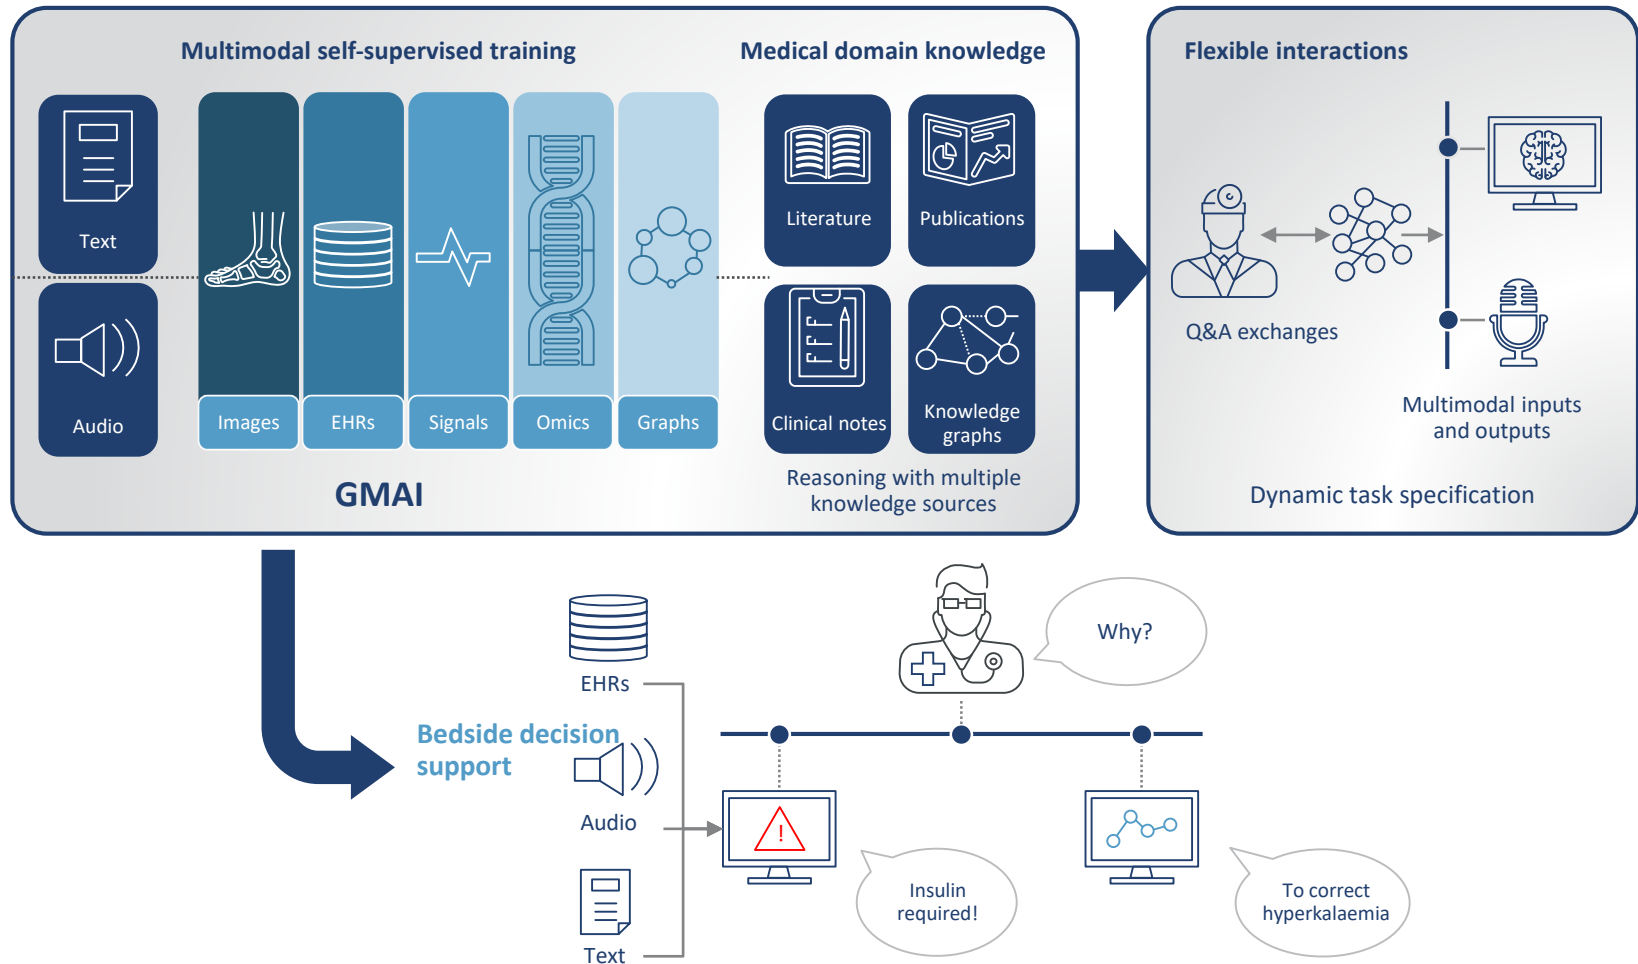 Multimodal self-supervised training
Medical domain knowledge
Flexible interactions
Text
Audio
Images
EHRs
Signals
Omics
Graphs
Literature
Publications
Clinical notes
Knowledge
graphs
GMAI
Reasoning with multiple
knowledge sources
Q&A exchanges
Multimodal inputs
and outputs
Dynamic task specification
EHRs
Why?
Bedside decision
support
Audio
!
Insulin
required!
To correct
hyperkalaemia
Text